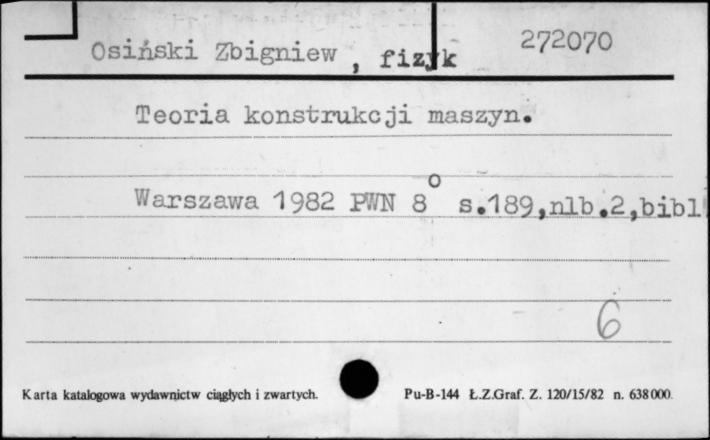 Osiński Zbigniew , fizyk 272070
Teoria konstrukcji maszyn.
Warszawa 1982 PWN 8° s.189,nlb.2,bibl
6
Karta katalogowa wydawnictw ciągłych i zwartych. Pu-B-144 Ł.Z.Graf. Z. 120/15/82 n. 638000.